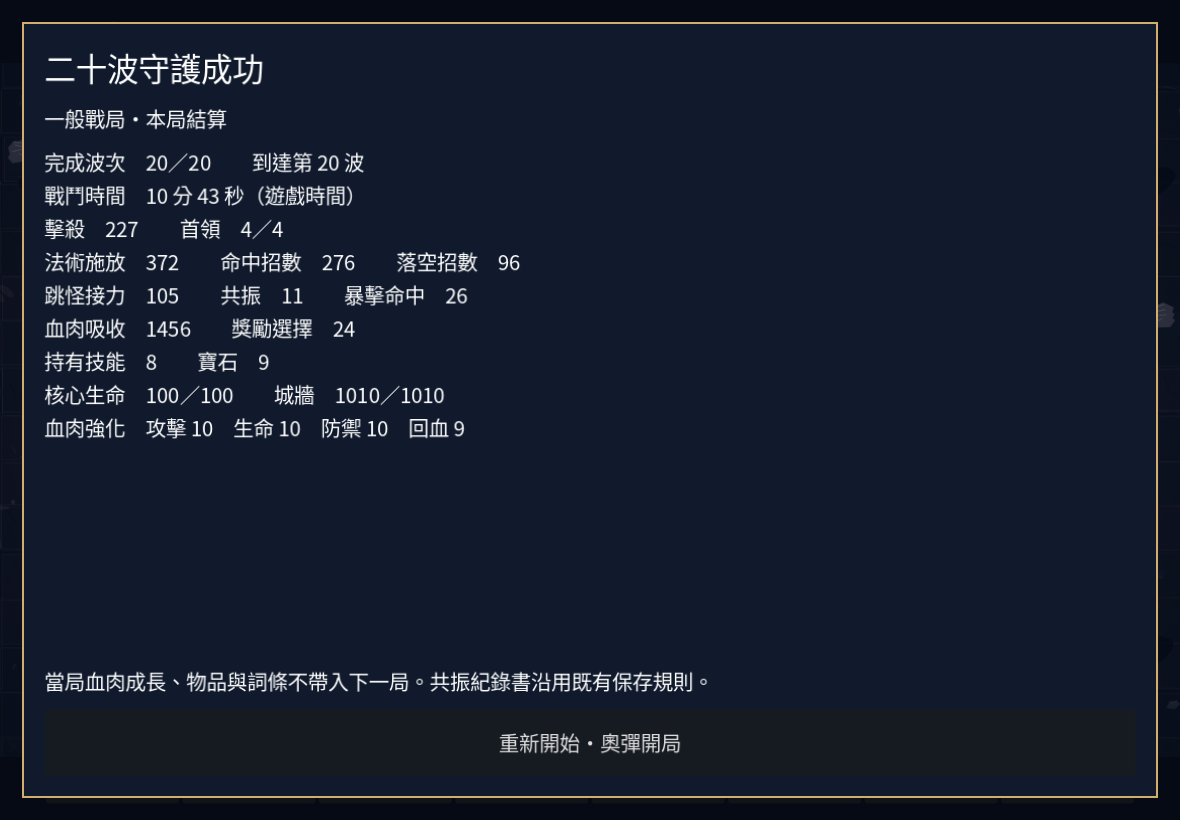 二十波守護成功
一般戰局・本局結算
完成波次　20／20　　到達第 20 波
戰鬥時間　10 分 43 秒（遊戲時間）
擊殺　227　　首領　4／4
法術施放　372　　命中招數　276　　落空招數　96
跳怪接力　105　　共振　11　　暴擊命中　26
血肉吸收　1456　　獎勵選擇　24
持有技能　8　　寶石　9
核心生命　100／100　　城牆　1010／1010
血肉強化　攻擊 10　生命 10　防禦 10　回血 9
當局血肉成長、物品與詞條不帶入下一局。共振紀錄書沿用既有保存規則。
重新開始・奧彈開局